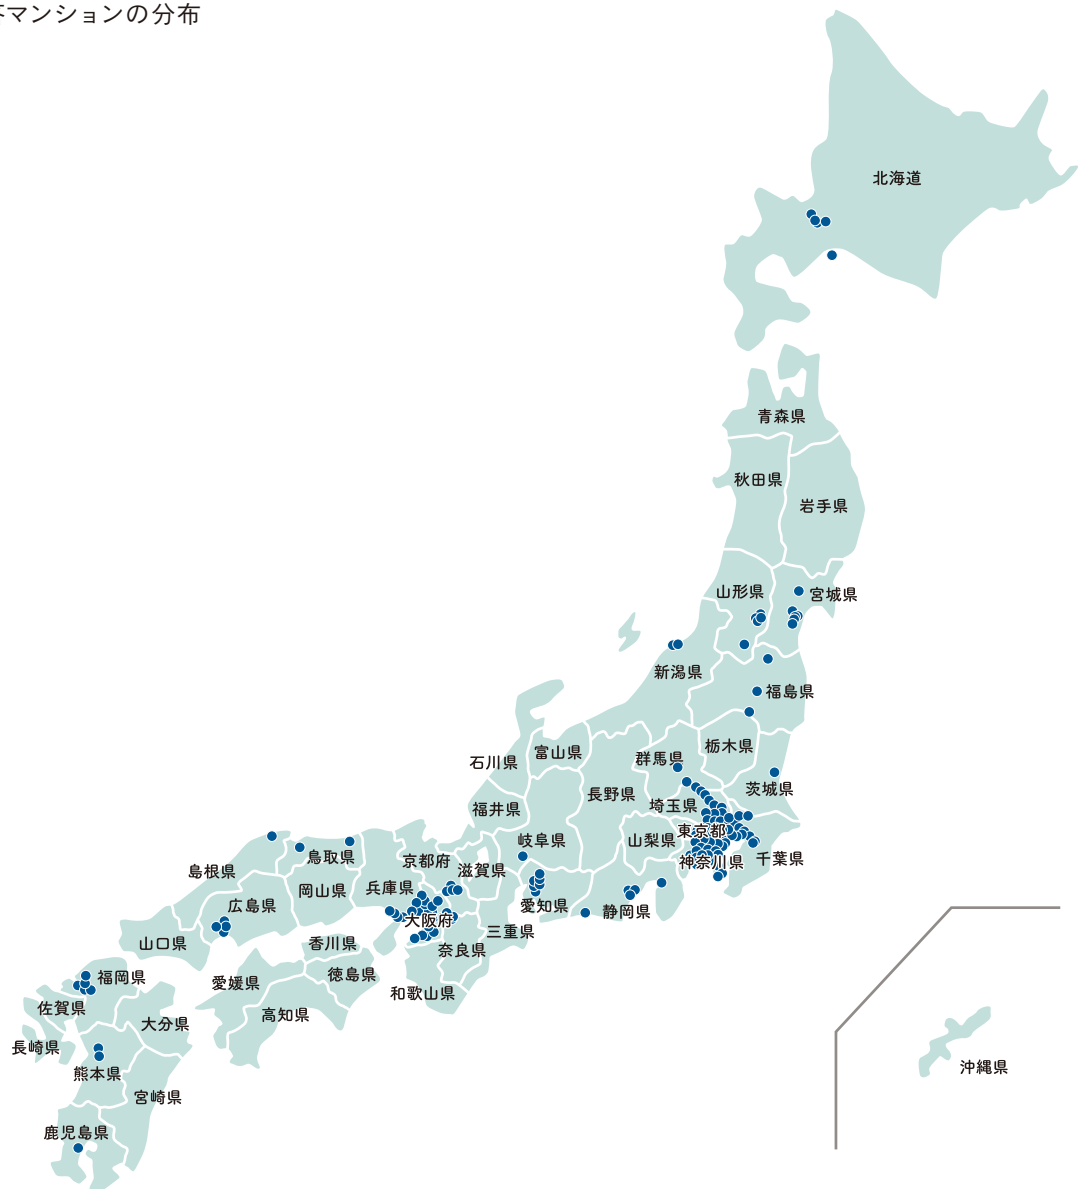 マンションの分布
北海道
青森県
秋田県
岩手県
山形県
宮城県
新潟県
福島県
栃木県
群馬県
富山県
石川県
茨城県
長野県
埼玉県
福井県
東京都
岐阜県
山梨県
千葉県
神奈川県
鳥取県
京都府
滋賀県
島根県
兵庫県
岡山県
広島県
愛知県
静岡県
大阪府
三重県
山口県
香川県
奈良県
福岡県
徳島県
愛媛県
和歌山県
佐賀県
高知県
大分県
長崎県
沖縄県
熊本県
宮崎県
鹿児島県